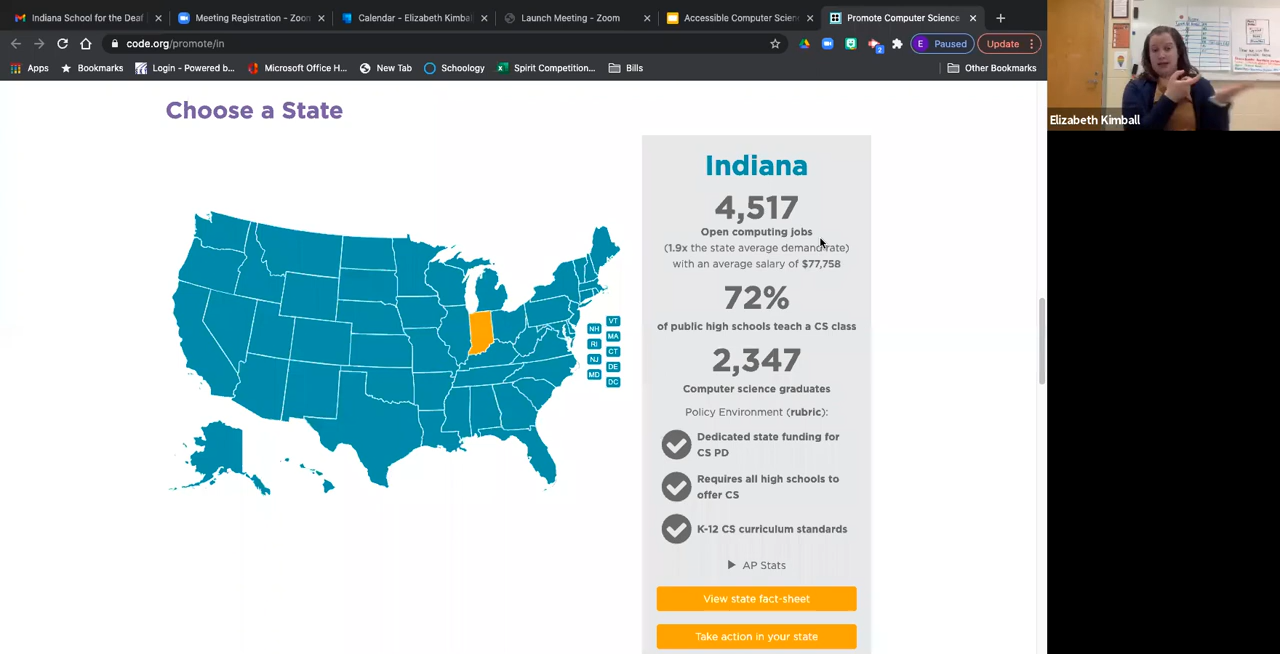 Indiana School for the Deaf
Meeting Registration - Zoom
Calendar - Elizabeth Kimball
Launch Meeting - Zoom
Accessible Computer Scien
Promote Computer Science
code.org/promote/in
2
E Paused
Update
Apps
Bookmarks
Login - Powered b...
Microsoft Office H...
New Tab
Schoology
Spirit Competition...
Bills
Other Bookmarks
Choose a State
VT
NH
MA
RI
CT
NJ
DE
MD
DC
Indiana
4,517
Open computing jobs
(1.9x the state average demand rate)
with an average salary of $77,758
72%
of public high schools teach a CS class
2,347
Computer science graduates
Policy Environment (rubric):
Dedicated state funding for
CS PD
Requires all high schools to
offer CS
K-12 CS curriculum standards
AP Stats
View state fact-sheet
Take action in your state
Elizabeth Kimball